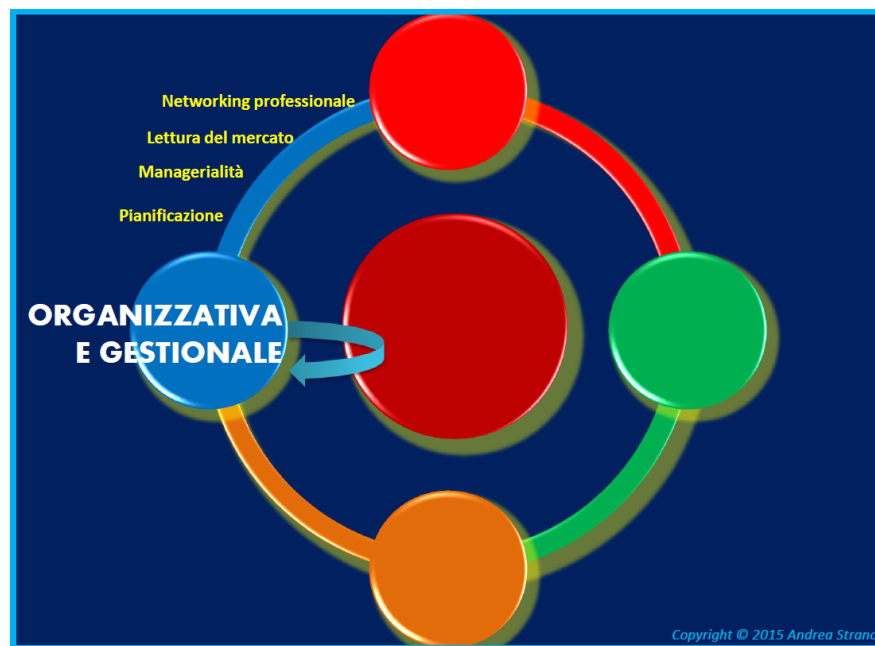 Networking professionale
Lettura del mercato
Managerialità
Pianificazione
ORGANIZZATIVA
E GESTIONALE
Copyright © 2015 Andrea Strano